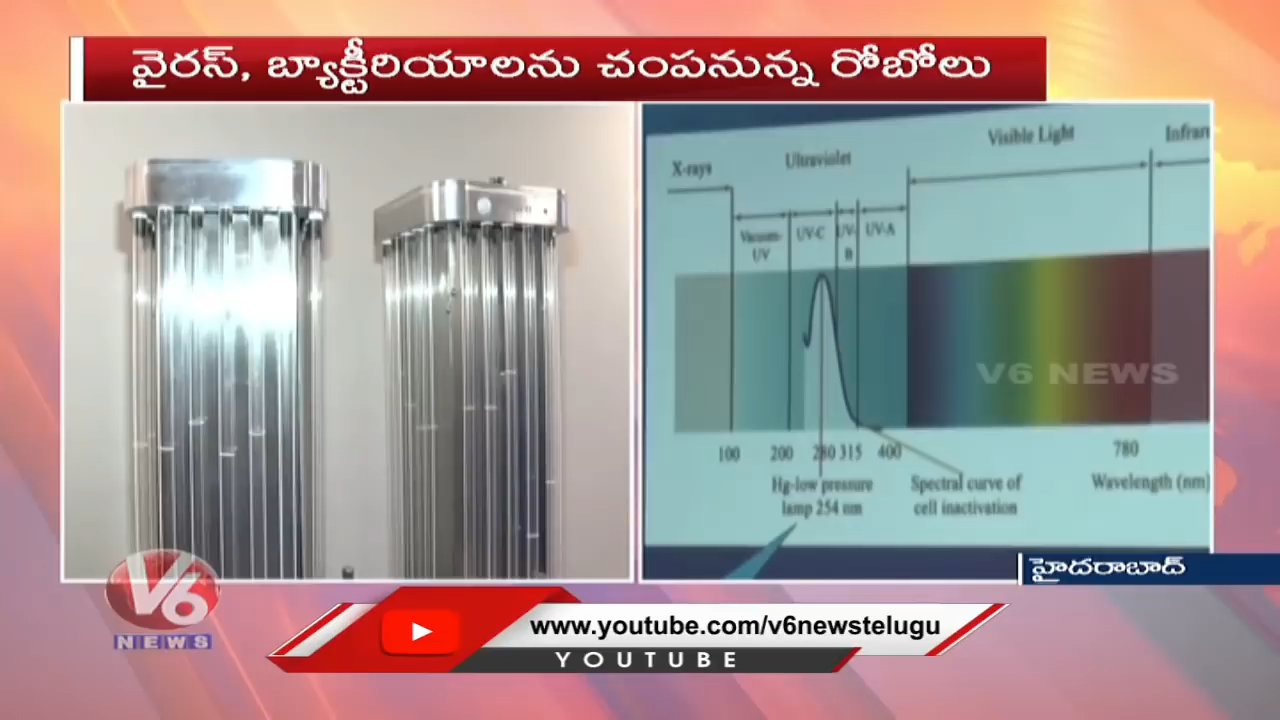 వైరస్, బ్యాక్టీరియాలను చంపనున్న రోబోలు
X-rays
Ultraviolet
Visible Light
Vacuum-
UV
UV-C
UV-
B
UV-A
V6 NEWS
100
200
280
315
400
780
Hg-low pressure
lamp 254 nm
Spectral curve of
cell inactivation
Wavelength (nm)
హైదరాబాద్
V6
NEWS
www.youtube.com/v6newstelugu
YOUTUBE